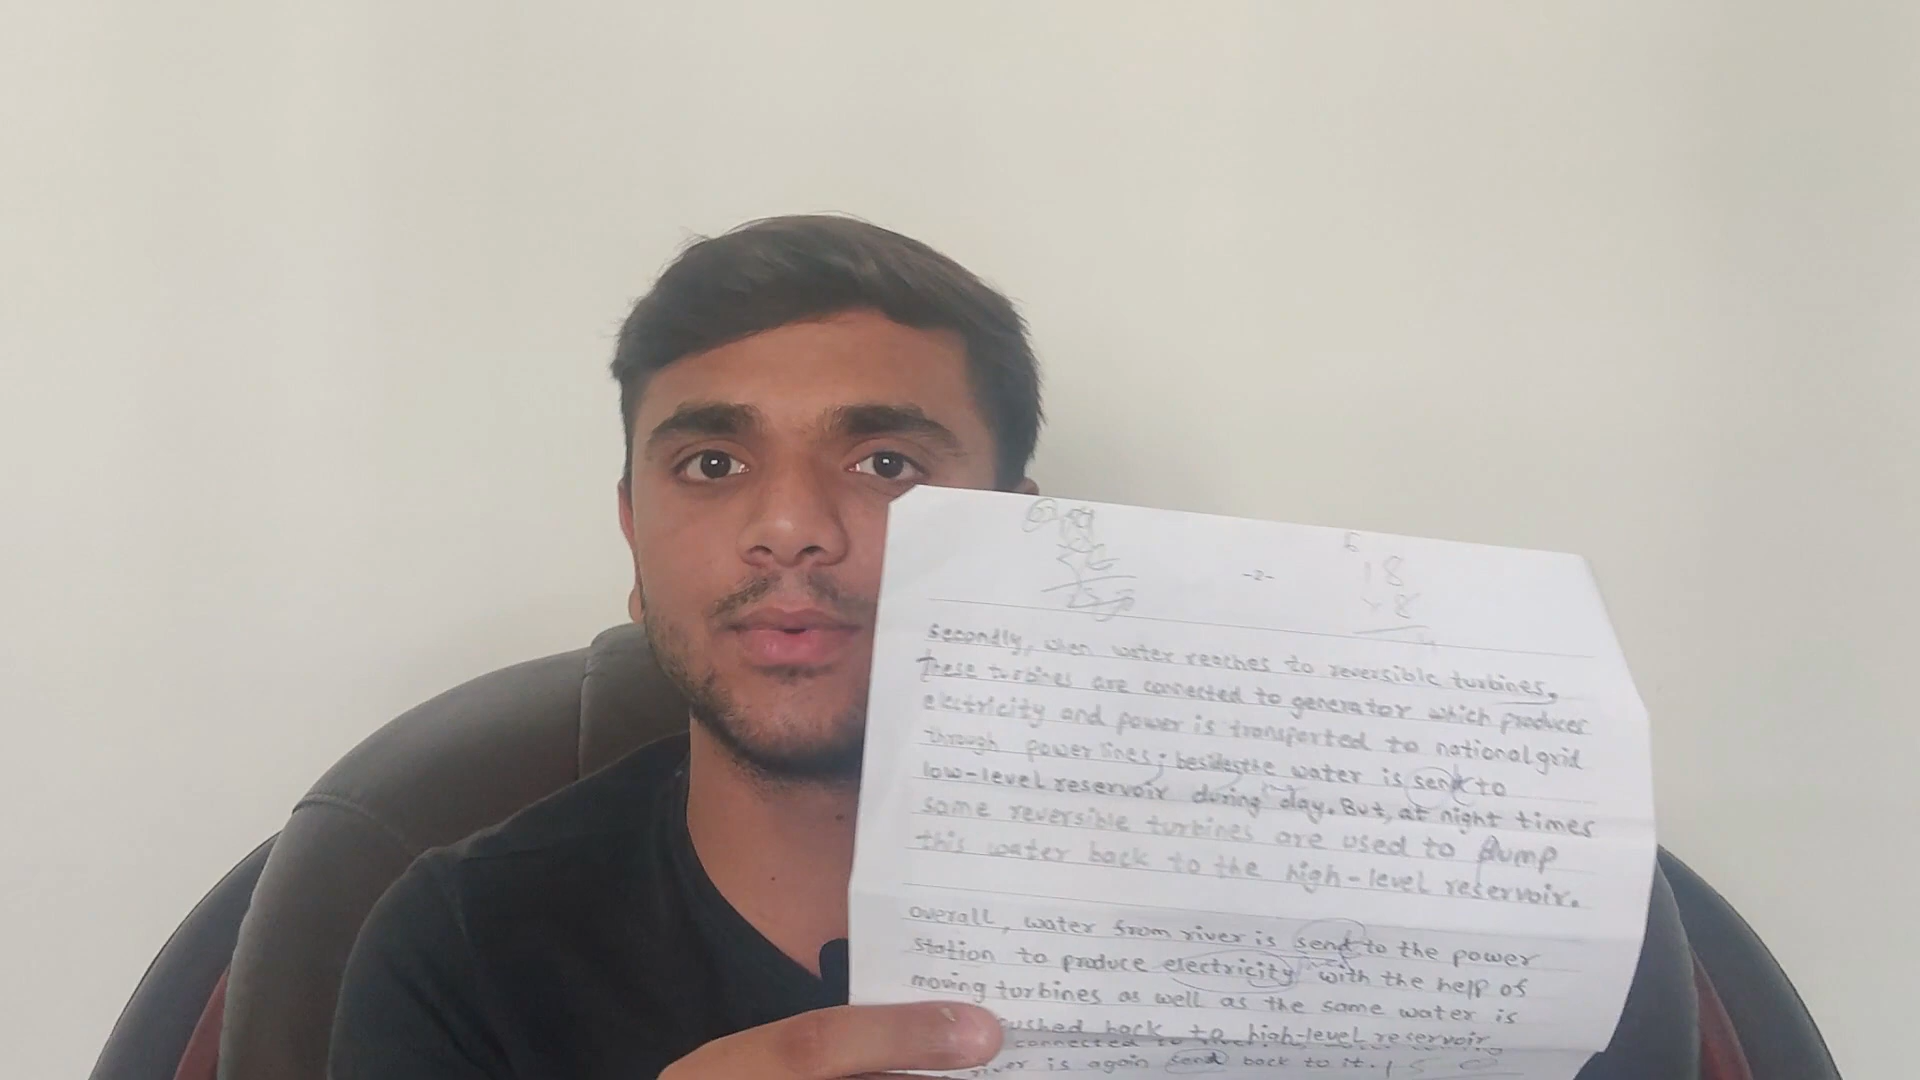 -2-
18
×8
secondly, when water reaches to reversible turbines,
these turbines are connected to generator which produces
electricity and power is transported to national grid
through power lines; besides the water is send to
low-level reservoir during day. But, at night times
same reversible turbines are used to pump
this water back to the high-level reservoir.
overall, water from river is send to the power
station to produce electricity with the help of
moving turbines as well as the same water is
pushed back to high-level reservoir
connected to
river is again send back to it.